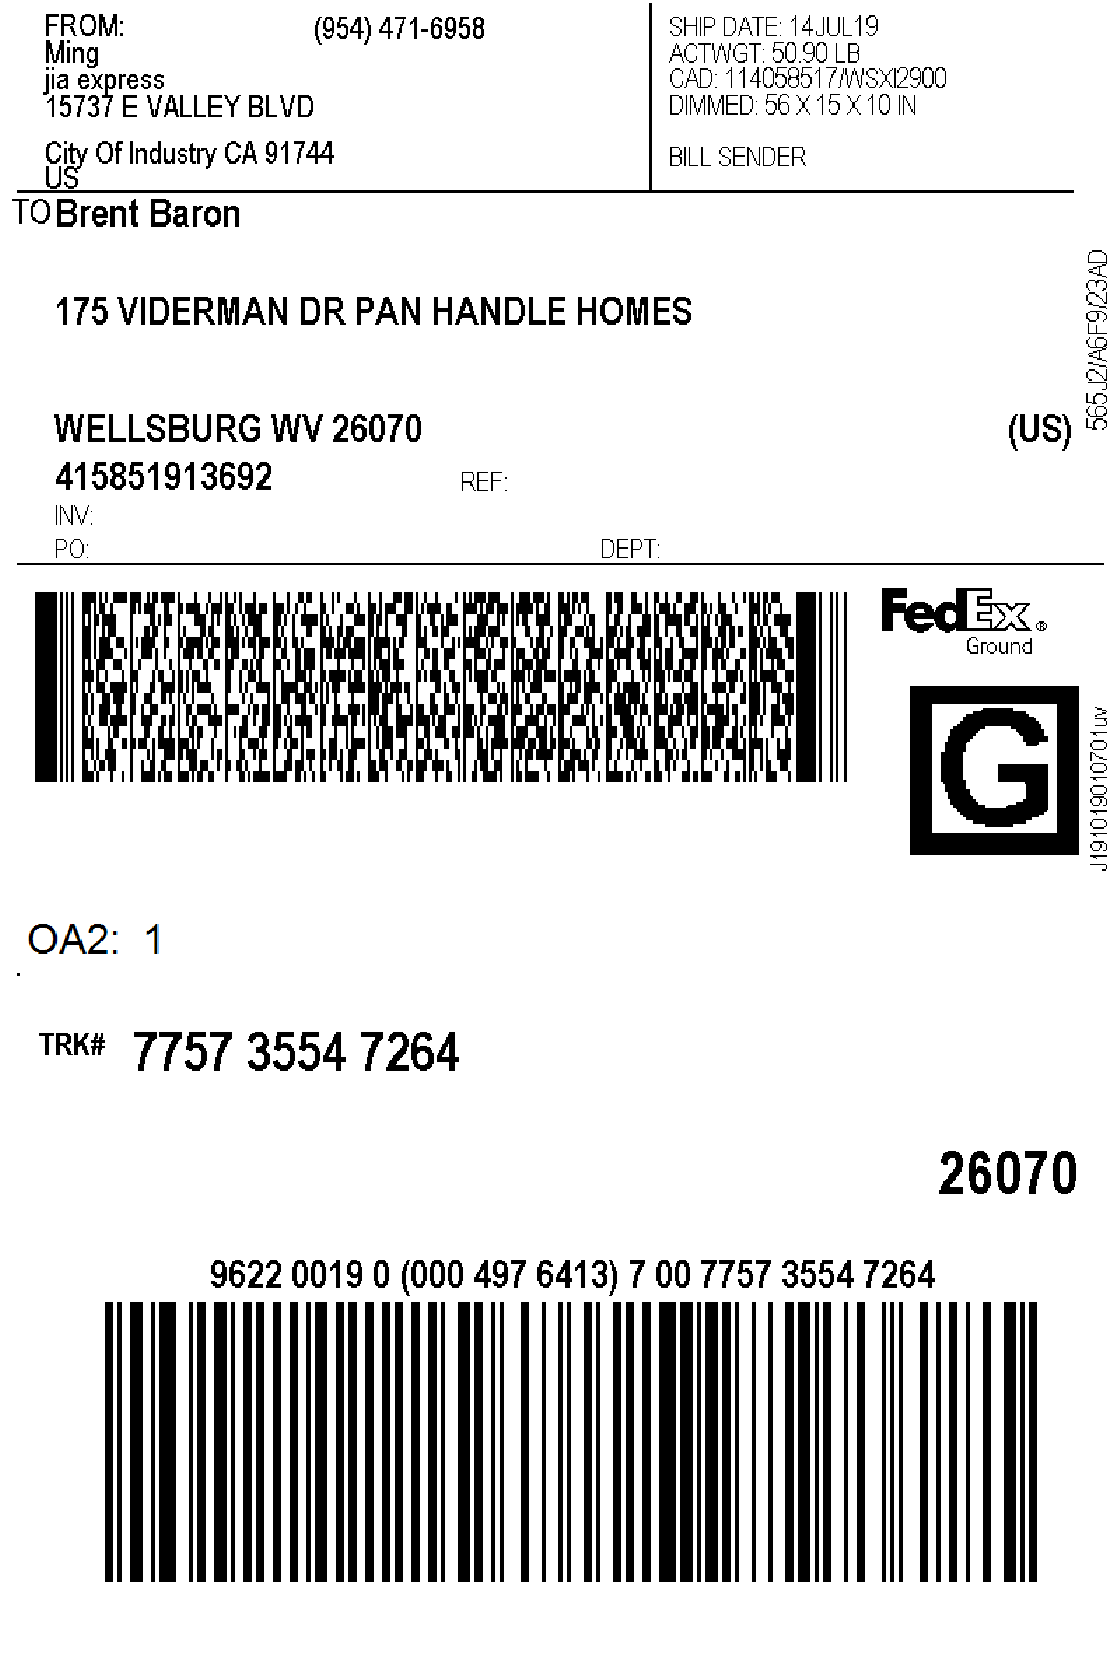 FROM: (954) 471-6958
Ming
jia express
15737 E VALLEY BLVD
City Of Industry CA 91744
US
SHIP DATE: 14JUL19
ACTWGT: 50.90 LB
CAD: 114058517/WSXI2900
DIMMED: 56 X 15 X 10 IN
BILL SENDER
TO Brent Baron
175 VIDERMAN DR PAN HANDLE HOMES
WELLSBURG WV 26070 (US)
415851913692 REF:
INV:
PO: DEPT:
565J2/A6F9/23AD
FedEx®
Ground
G
J191019010701uv
OA2: 1
TRK# 7757 3554 7264
26070
9622 0019 0 (000 497 6413) 7 00 7757 3554 7264